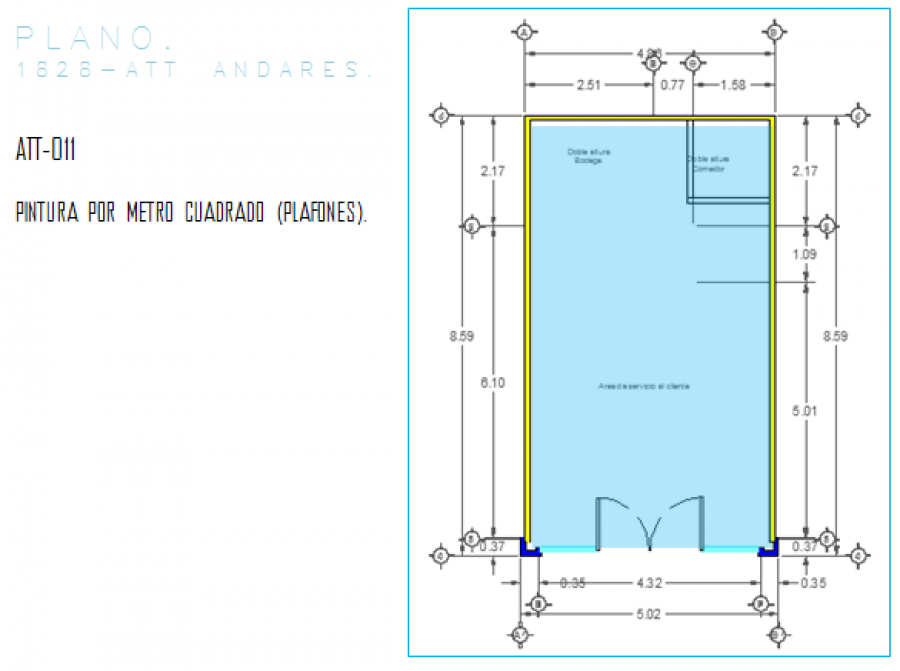 PLANO.
1828-ATT ANDARES.
ATT-011
PINTURA POR METRO CUADRADO (PLAFONES).
A
B
2.51
0.77
1.58
Doble altura
Bodega
Doble altura
Comedor
2.17
2.17
1.09
8.59
8.59
6.10
Area de servicio al cliente
5.01
0.37
0.37
0.35
4.32
0.35
5.02